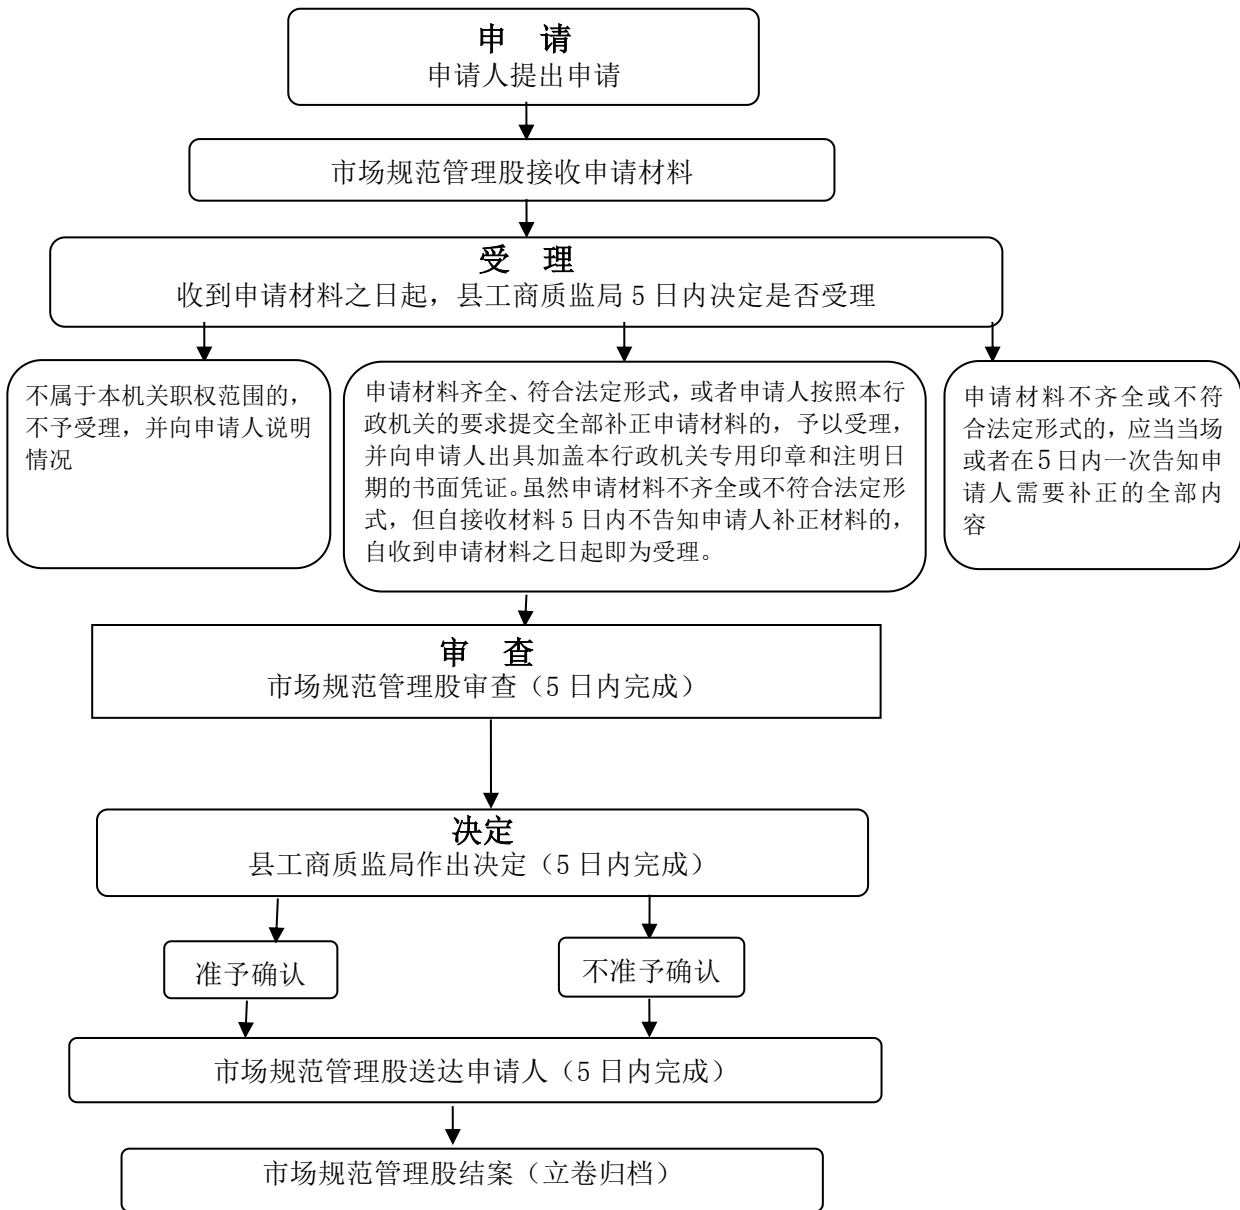 申 请
申请人提出申请
市场规范管理股接收申请材料
受 理
收到申请材料之日起，县工商质监局 5 日内决定是否受理
不属于本机关职权范围的，
不予受理，并向申请人说明
情况
申请材料齐全、符合法定形式，或者申请人按照本行
政机关的要求提交全部补正申请材料的，予以受理，
并向申请人出具加盖本行政机关专用印章和注明日
期的书面凭证。虽然申请材料不齐全或不符合法定形
式，但自接收材料 5 日内不告知申请人补正材料的，
自收到申请材料之日起即为受理。
申请材料不齐全或不符
合法定形式的，应当当场
或者在5日内一次告知申
请人需要补正的全部内
容
审 查
市场规范管理股审查（5 日内完成）
决定
县工商质监局作出决定（5 日内完成）
准予确认
不准予确认
市场规范管理股送达申请人（5 日内完成）
市场规范管理股结案（立卷归档）